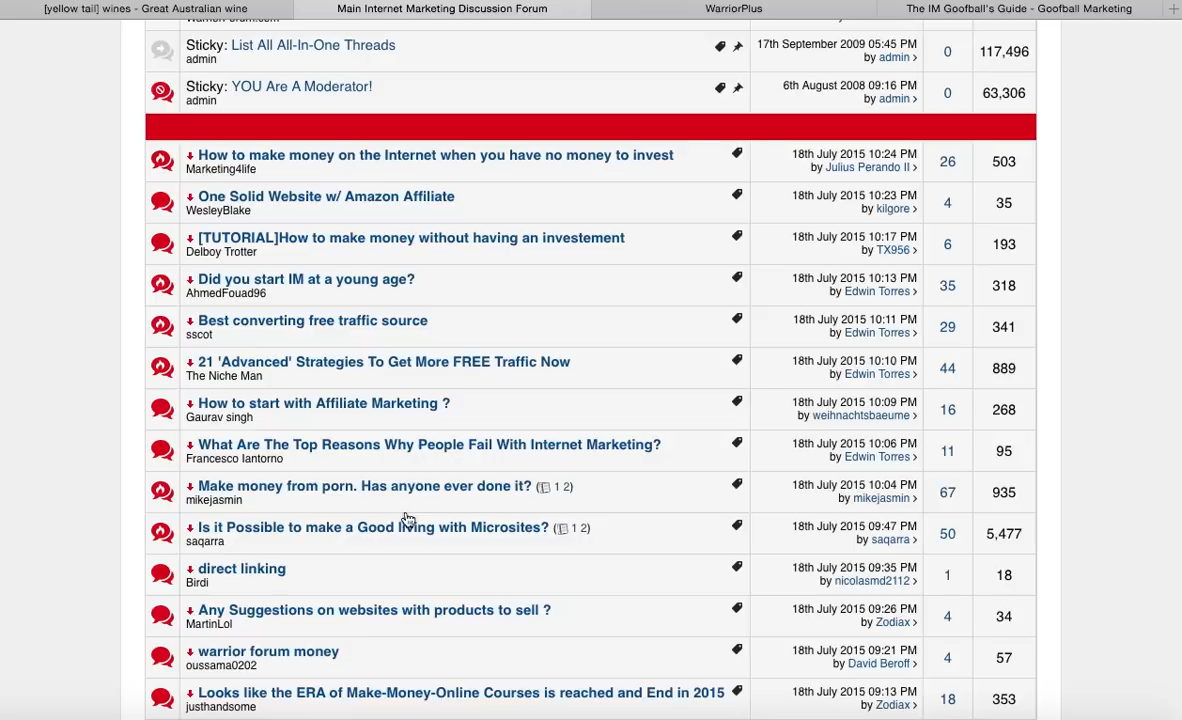 [yellow tail] wines - Great Australian wine
Main Internet Marketing Discussion Forum
WarriorPlus
The IM Goofball's Guide - Goofball Marketing
Sticky: List All All-In-One Threads
admin
17th September 2009 05:45 PM
by admin
0
117,496
Sticky: YOU Are A Moderator!
admin
6th August 2008 09:16 PM
by admin
0
63,306
How to make money on the Internet when you have no money to invest
Marketing4life
18th July 2015 10:24 PM
by Julius Perando II
26
503
One Solid Website w/ Amazon Affiliate
WesleyBlake
18th July 2015 10:23 PM
by kilgore
4
35
[TUTORIAL]How to make money without having an investement
Delboy Trotter
18th July 2015 10:17 PM
by TX956
6
193
Did you start IM at a young age?
AhmedFouad96
18th July 2015 10:13 PM
by Edwin Torres
35
318
Best converting free traffic source
sscot
18th July 2015 10:11 PM
by Edwin Torres
29
341
21 'Advanced' Strategies To Get More FREE Traffic Now
The Niche Man
18th July 2015 10:10 PM
by Edwin Torres
44
889
How to start with Affiliate Marketing ?
Gaurav singh
18th July 2015 10:09 PM
by weihnachtsbaeume
16
268
What Are The Top Reasons Why People Fail With Internet Marketing?
Francesco Iantorno
18th July 2015 10:06 PM
by Edwin Torres
11
95
Make money from porn. Has anyone ever done it? ( 1 2)
mikejasmin
18th July 2015 10:04 PM
by mikejasmin
67
935
Is it Possible to make a Good living with Microsites? ( 1 2)
saqarra
18th July 2015 09:47 PM
by saqarra
50
5,477
direct linking
Birdi
18th July 2015 09:35 PM
by nicolasmd2112
1
18
Any Suggestions on websites with products to sell ?
MartinLol
18th July 2015 09:26 PM
by Zodiax
4
34
warrior forum money
oussama0202
18th July 2015 09:21 PM
by David Beroff
4
57
Looks like the ERA of Make-Money-Online Courses is reached and End in 2015
justhandsome
18th July 2015 09:13 PM
by Zodiax
18
353